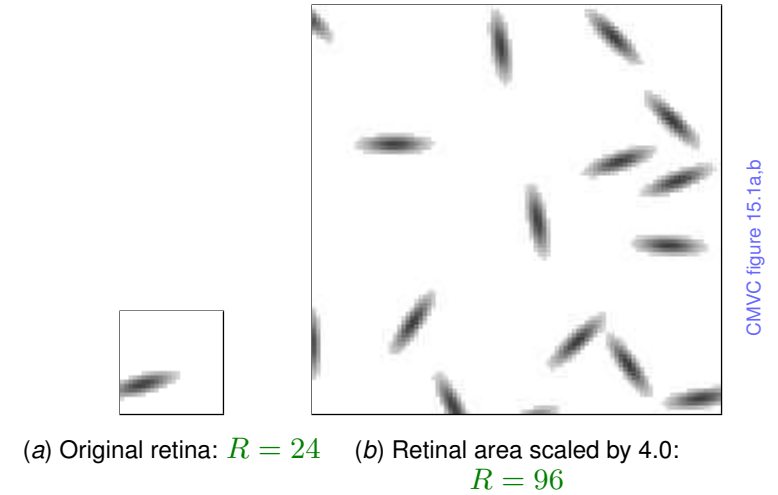 CMVC figure 15.1a,b
(a) Original retina: R = 24
(b) Retinal area scaled by 4.0:
R = 96